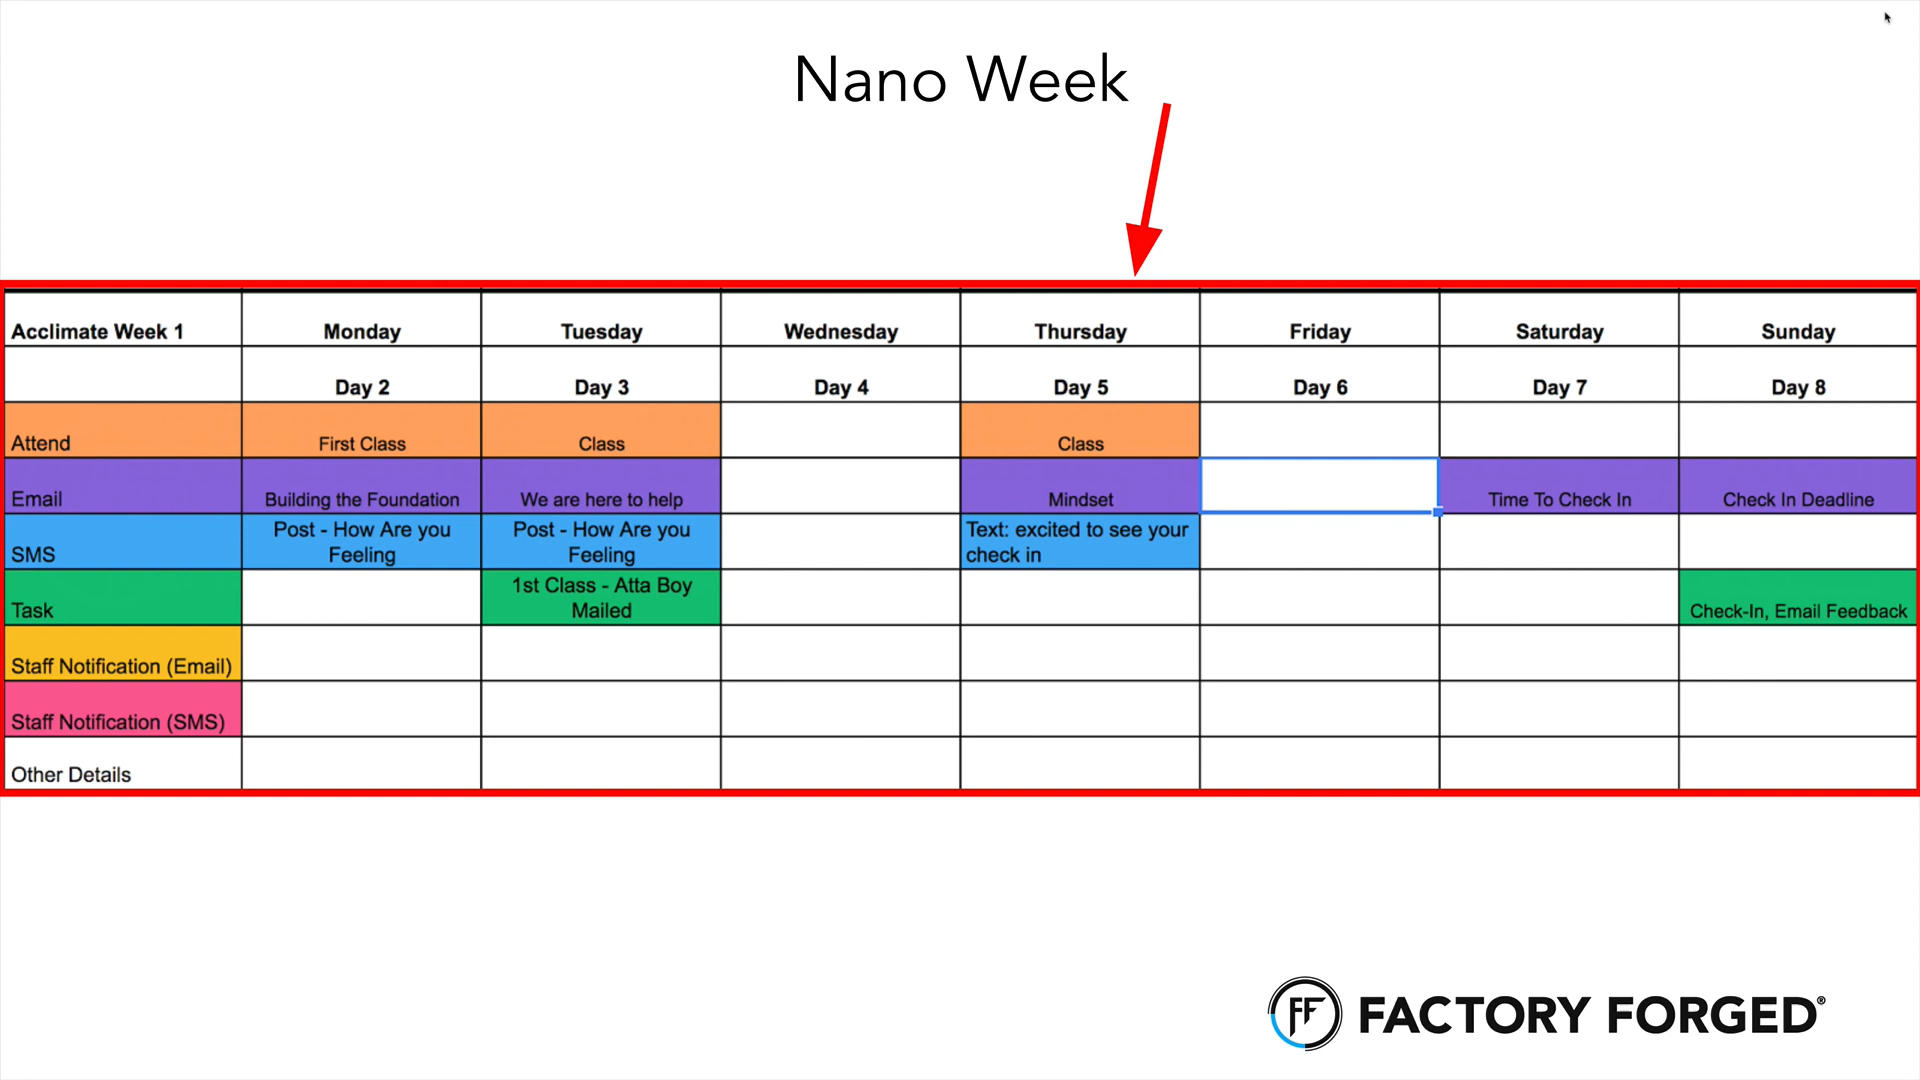 Nano Week
Acclimate Week 1 Monday Tuesday Wednesday Thursday Friday Saturday Sunday
Day 2 Day 3 Day 4 Day 5 Day 6 Day 7 Day 8
Attend First Class Class Class
Email Building the Foundation We are here to help Mindset Time To Check In Check In Deadline
SMS Post - How Are you Feeling Post - How Are you Feeling Text: excited to see your check in
Task 1st Class - Atta Boy Mailed Check-In, Email Feedback
Staff Notification (Email)
Staff Notification (SMS)
Other Details
FF FACTORY FORGED®